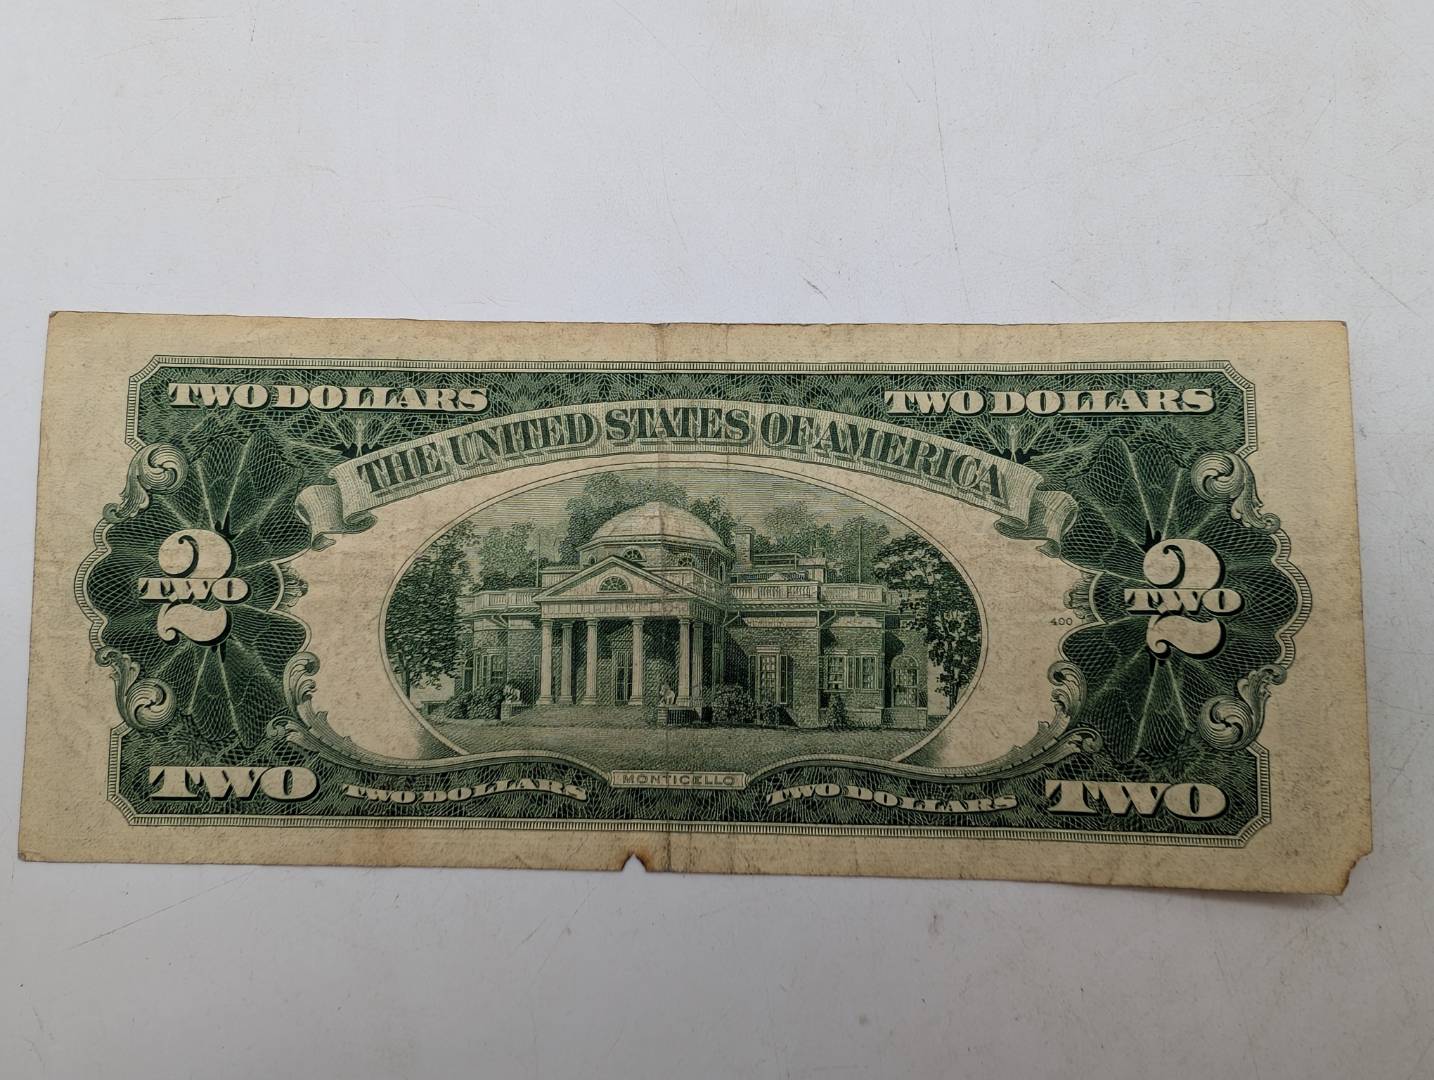 TWO DOLLARS TWO DOLLARS
THE UNITED STATES OF AMERICA
2 2
TWO TWO
400
MONTICELLO
TWO TWO DOLLARS TWO DOLLARS TWO